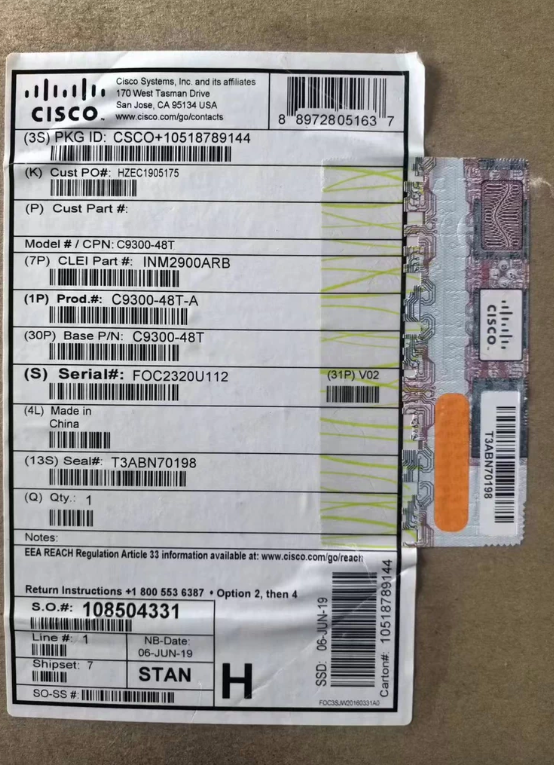 CISCO™
Cisco Systems, Inc. and its affiliates
170 West Tasman Drive
San Jose, CA 95134 USA
www.cisco.com/go/contacts
8 8972805163 7
(3S) PKG ID: CSCO+10518789144
(K) Cust PO#: HZEC1905175
(P) Cust Part #:
Model # / CPN: C9300-48T
(7P) CLEI Part #: INM2900ARB
(1P) Prod.#: C9300-48T-A
(30P) Base P/N: C9300-48T
(S) Serial#: FOC2320U112
(31P) V02
(4L) Made in
China
(13S) Seal#: T3ABN70198
(Q) Qty.: 1
Notes:
EEA REACH Regulation Article 33 information available at: www.cisco.com/go/reach
Return Instructions +1 800 553 6387 • Option 2, then 4
S.O.#: 108504331
Line #: 1
NB-Date:
06-JUN-19
Shipset: 7
STAN
SO-SS #:
H
SSD: 06-JUN-19
Carton#: 10518789144
CISCO
T3ABN70198